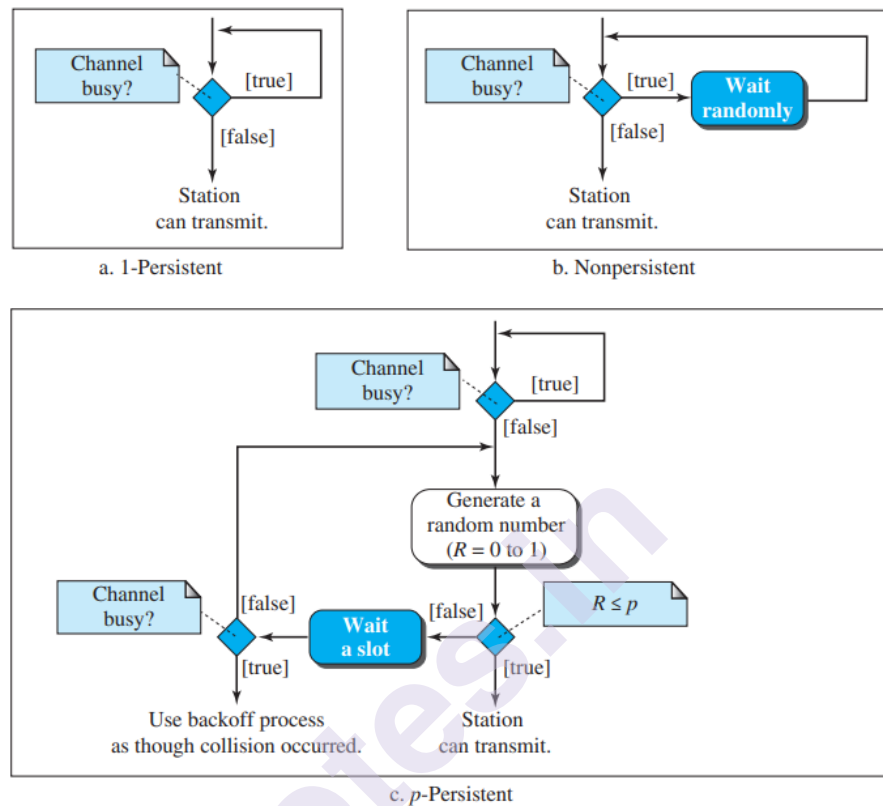 Channel
busy?
[true]
[false]
Station
can transmit.
a. 1-Persistent
Channel
busy?
[true]
Wait
randomly
[false]
Station
can transmit.
b. Nonpersistent
Channel
busy?
[true]
[false]
Generate a
random number
(R = 0 to 1)
Channel
busy?
[false]
Wait
a slot
[false]
R ≤ p
[true]
[true]
Use backoff process
as though collision occurred.
Station
can transmit.
c. p-Persistent
otes.in